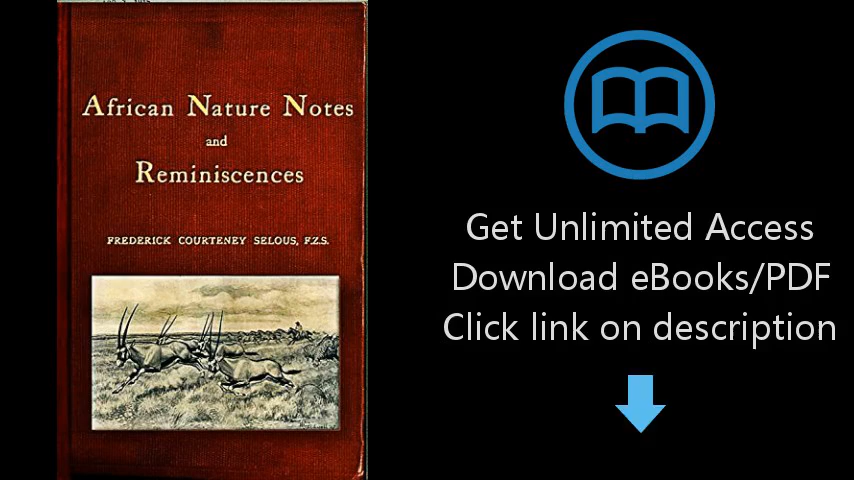 African Nature Notes
and
Reminiscences
FREDERICK COURTENEY SELOUS, F.Z.S.
Get Unlimited Access
Download eBooks/PDF
Click link on description